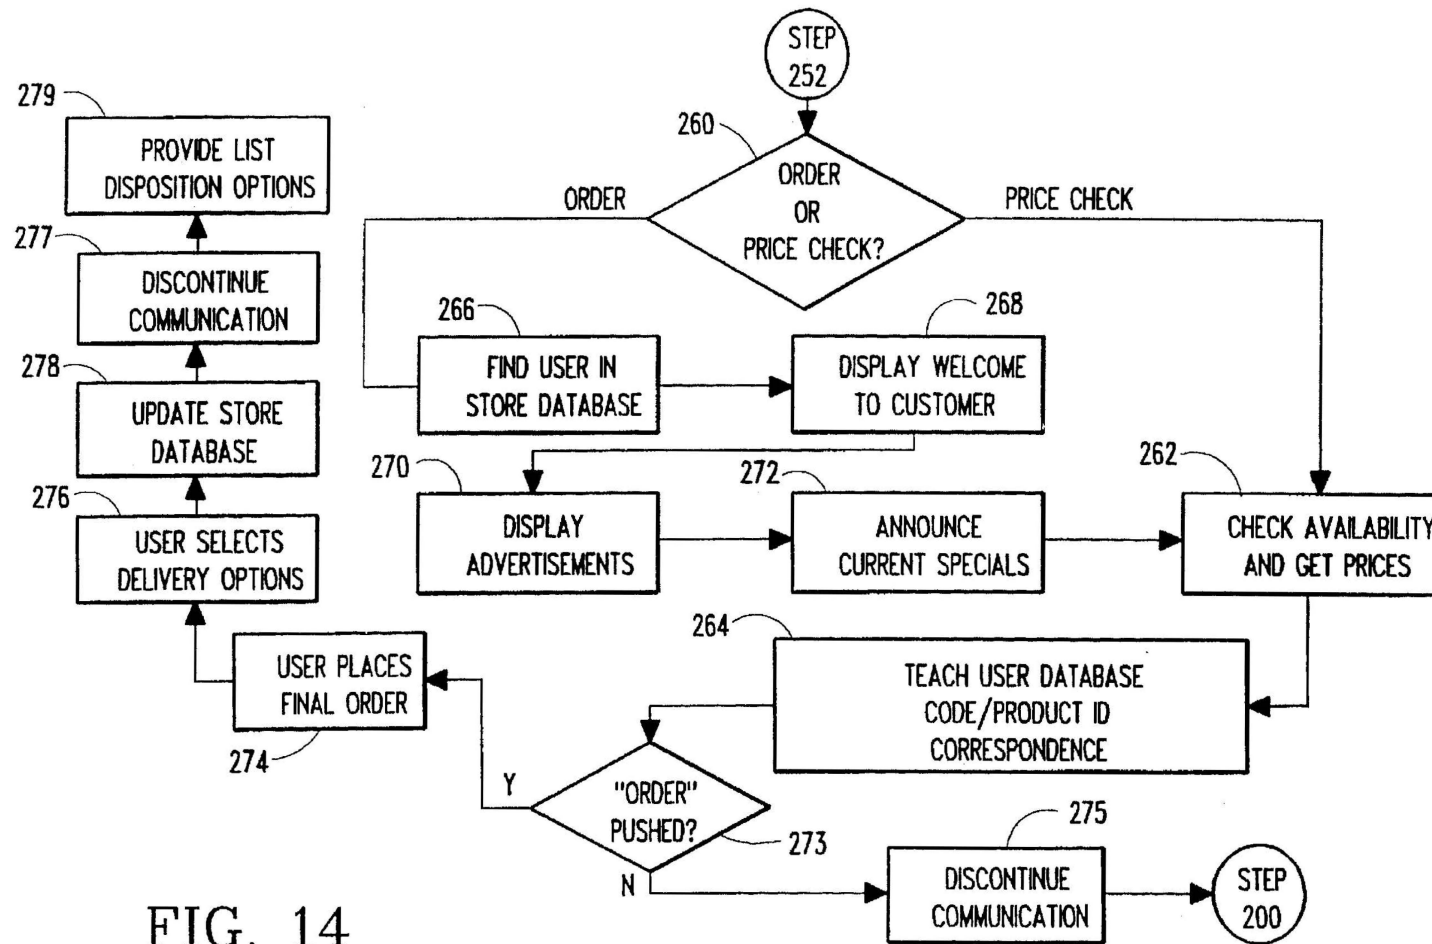 STEP
252
260
ORDER
OR
PRICE CHECK?
ORDER
PRICE CHECK
279
PROVIDE LIST
DISPOSITION OPTIONS
277
DISCONTINUE
COMMUNICATION
278
UPDATE STORE
DATABASE
276
USER SELECTS
DELIVERY OPTIONS
266
FIND USER IN
STORE DATABASE
268
DISPLAY WELCOME
TO CUSTOMER
270
DISPLAY
ADVERTISEMENTS
272
ANNOUNCE
CURRENT SPECIALS
262
CHECK AVAILABILITY
AND GET PRICES
264
TEACH USER DATABASE
CODE/PRODUCT ID
CORRESPONDENCE
USER PLACES
FINAL ORDER
274
Y
"ORDER"
PUSHED?
273
N
275
DISCONTINUE
COMMUNICATION
STEP
200
FIG. 14